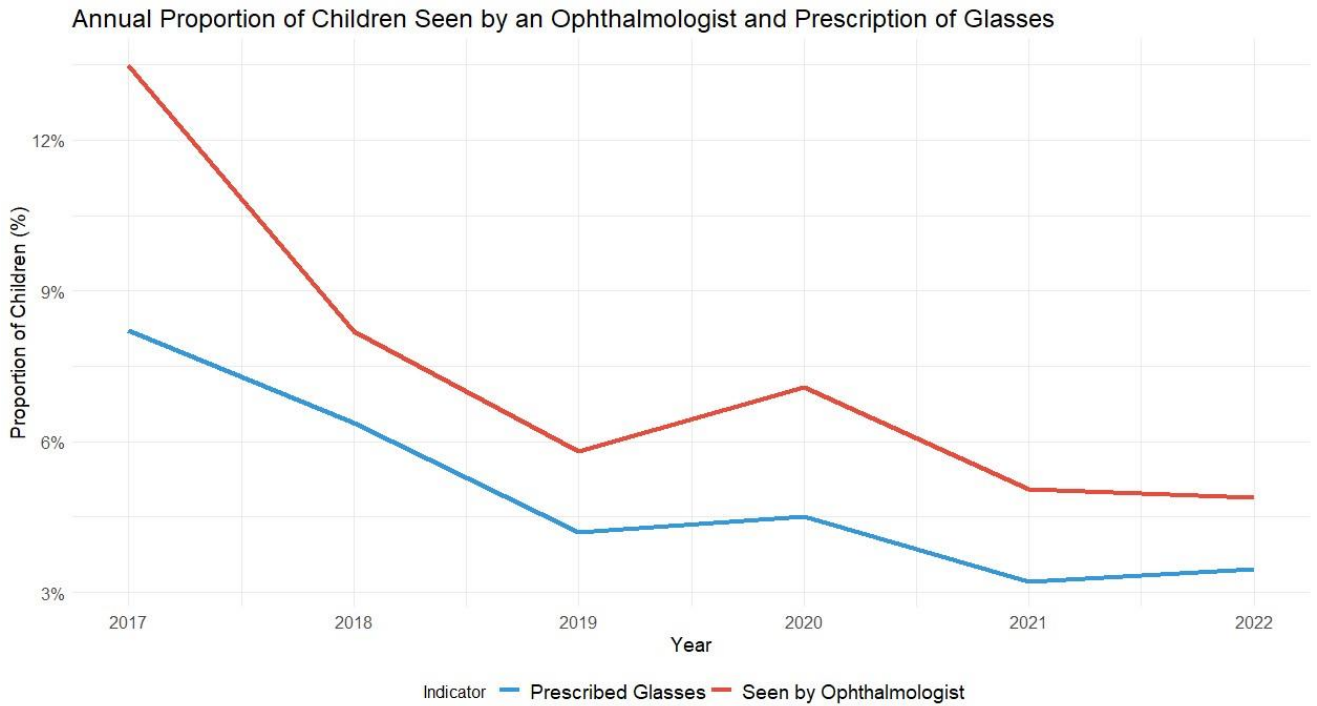 Annual Proportion of Children Seen by an Ophthalmologist and Prescription of Glasses
Proportion of Children (%)
12%
9%
6%
3%
2017 2018 2019 2020 2021 2022
Year
Indicator Prescribed Glasses Seen by Ophthalmologist